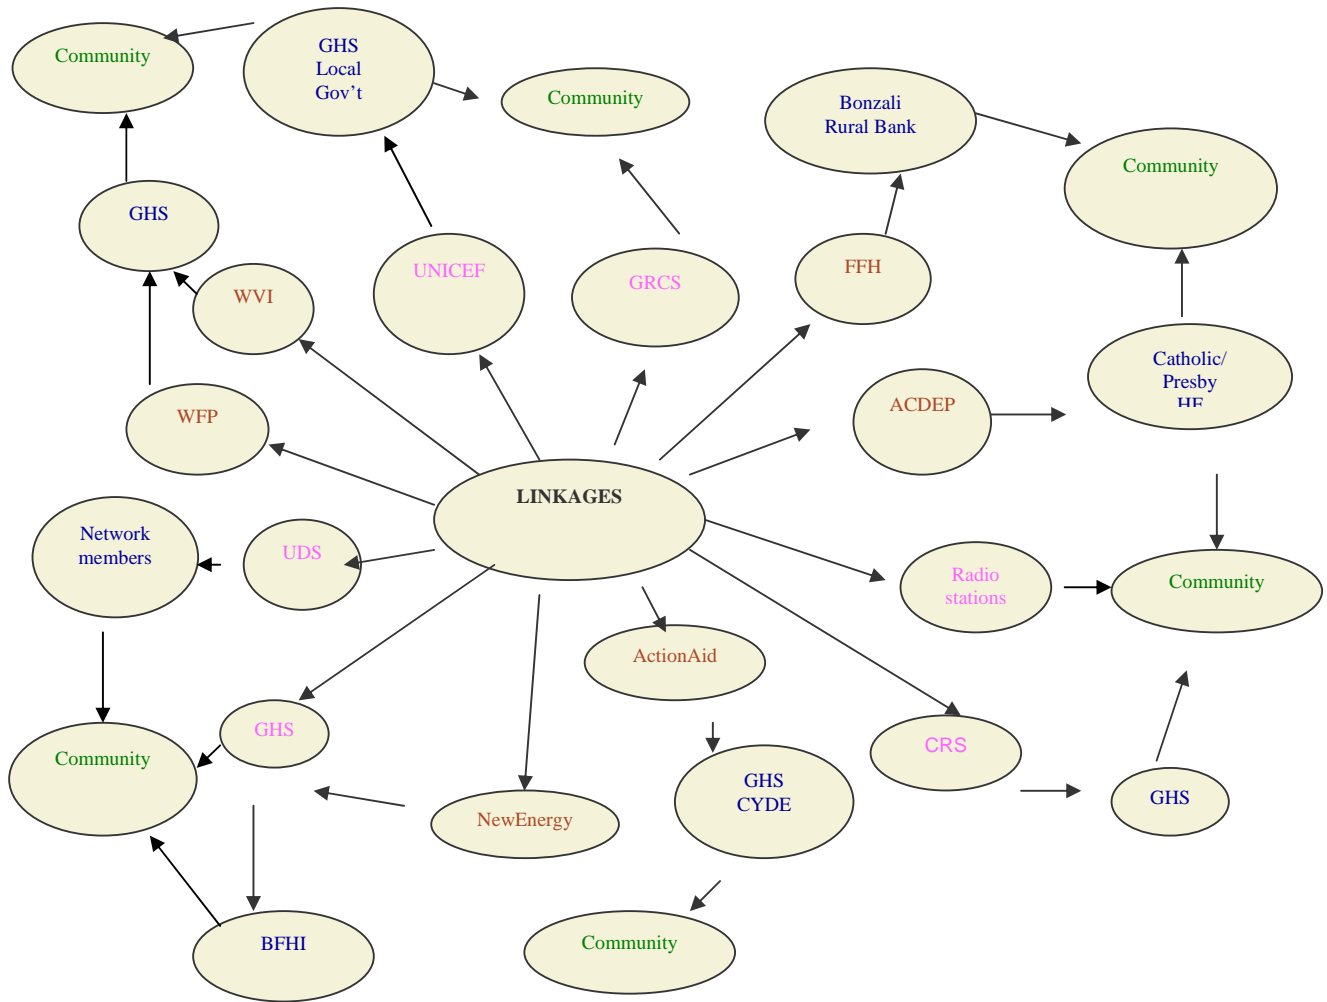 Community
GHS
Local
Gov't
Community
Bonzali
Rural Bank
Community
GHS
UNICEF
GRCS
FFH
WVI
Catholic/
Presby
HF
WFP
ACDEP
LINKAGES
Network
members
UDS
Radio
stations
Community
ActionAid
Community
GHS
CRS
GHS
CYDE
GHS
NewEnergy
BFHI
Community